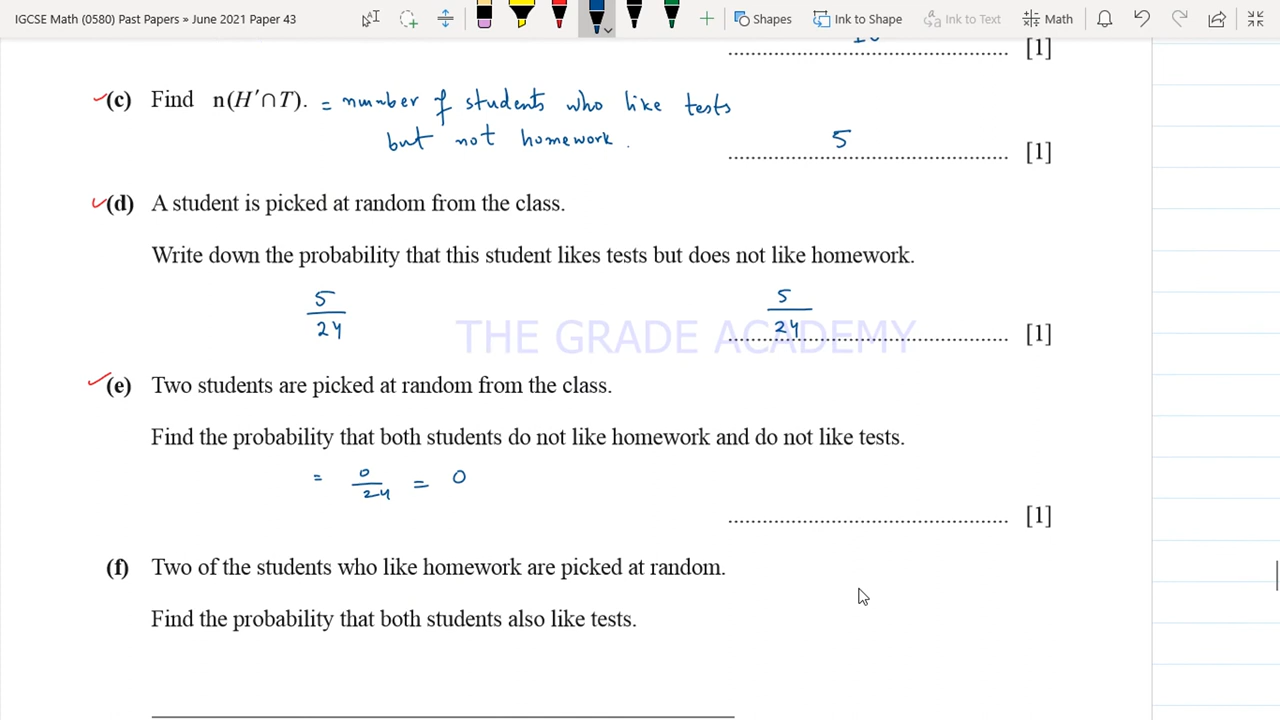 IGCSE Math (0580) Past Papers » June 2021 Paper 43
Shapes
Ink to Shape
Ink to Text
Math
[1]
(c) Find n(H′∩T). = number of students who like tests
but not homework.
5
[1]
(d) A student is picked at random from the class.
Write down the probability that this student likes tests but does not like homework.
5/24
5/24
[1]
THE GRADE ACADEMY
(e) Two students are picked at random from the class.
Find the probability that both students do not like homework and do not like tests.
= 0/24 = 0
[1]
(f) Two of the students who like homework are picked at random.
Find the probability that both students also like tests.